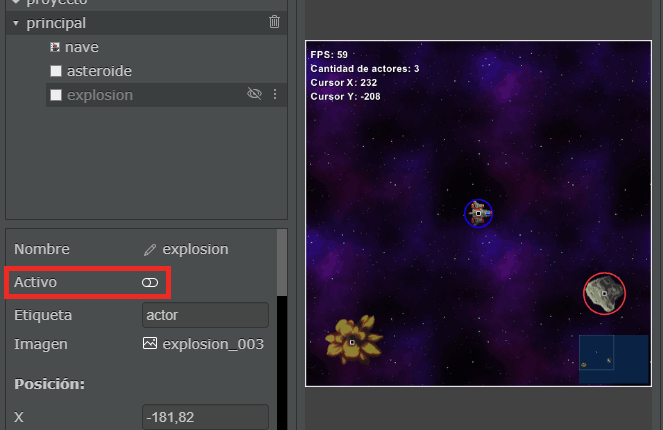 proyecto
principal
nave
asteroide
explosion
Nombre explosion
Activo
Etiqueta actor
Imagen explosion_003
Posición:
X -181,82
FPS: 59
Cantidad de actores: 3
Cursor X: 232
Cursor Y: -208